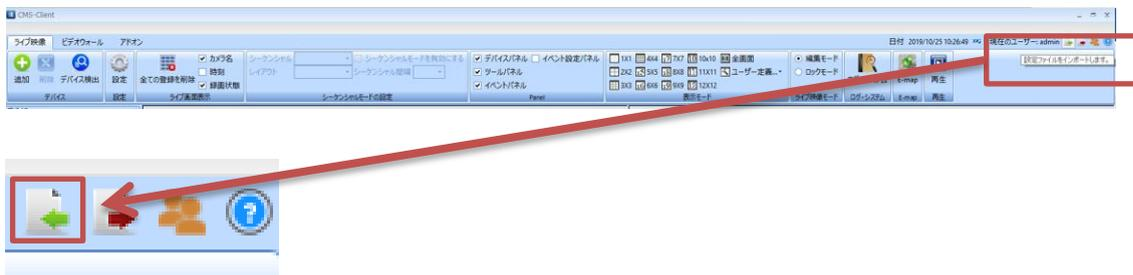 CMS-Client
ライブ映像 ビデオウォール アドオン
日付 2019/10/25 10:26:49
現在のユーザー: admin
追加 削除 デバイス検出
設定
全ての登録を削除
カメラ名
時刻
録画状態
シーケンシャル
レイアウト
シーケンシャルモードを有効にする
シーケンシャル間隔
デバイスパネル イベント設定パネル
ツールパネル
イベントパネル
1X1 4X4 7X7 10x10 全画面
2X2 5X5 8X8 11X11 ユーザー定義...
3X3 6X6 9X9 12X12
編集モード
ロックモード
E-map
再生
設定ファイルをインポートします。
デバイス 設定 ライブ画面表示 シーケンシャルモードの設定 Panel 表示モード ライブ映像モード ログ・システム E-map 再生